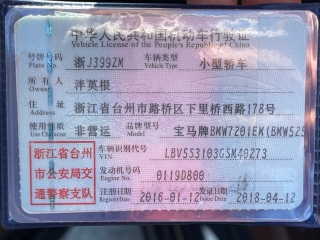 中华人民共和国机动车行驶证
Vehicle License of the People's Republic of China
号牌号码 浙J399ZM 车辆类型 小型轿车
Plate No. Vehicle Type
所有人 泮英根
Owner
住址 浙江省台州市路桥区下里桥西路178号
Address
使用性质 非营运 品牌型号 宝马牌BMW7201EM(BMW525
Use Character Model
浙江省台州
市公安局交
通警察支队
车辆识别代号 LBV5S3103GSM40273
VIN
发动机号码 0119D800
Engine No.
注册日期 2016-01-12 发证日期 2018-04-12
Register Date Issue Date